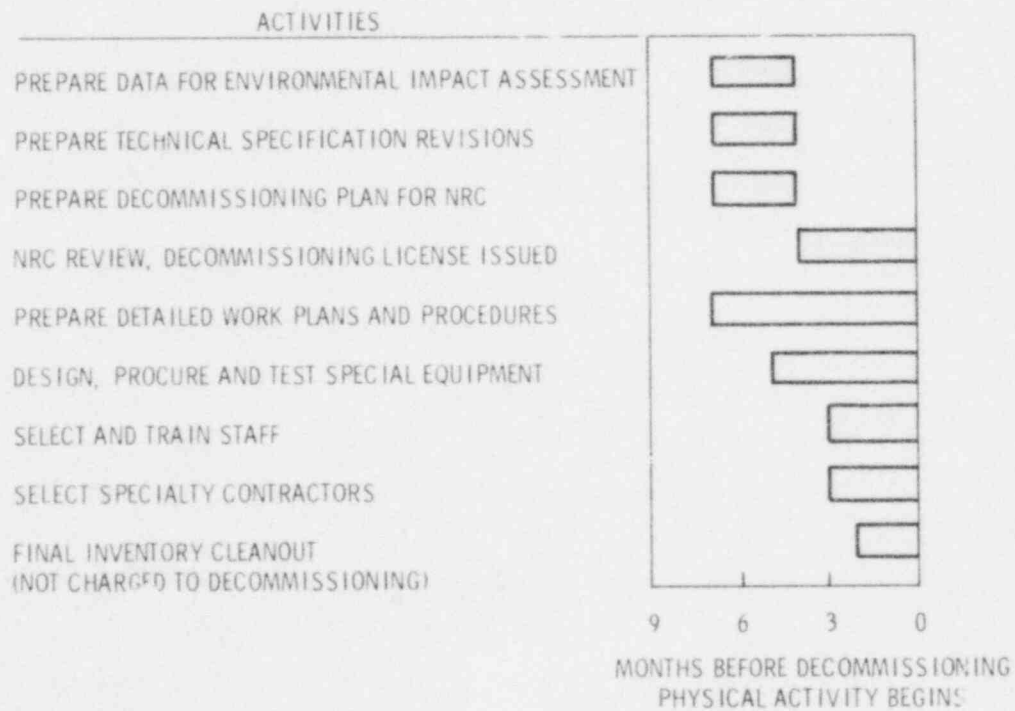 ACTIVITIES
PREPARE DATA FOR ENVIRONMENTAL IMPACT ASSESSMENT
PREPARE TECHNICAL SPECIFICATION REVISIONS
PREPARE DECOMMISSIONING PLAN FOR NRC
NRC REVIEW, DECOMMISSIONING LICENSE ISSUED
PREPARE DETAILED WORK PLANS AND PROCEDURES
DESIGN, PROCURE AND TEST SPECIAL EQUIPMENT
SELECT AND TRAIN STAFF
SELECT SPECIALTY CONTRACTORS
FINAL INVENTORY CLEANOUT
(NOT CHARGED TO DECOMMISSIONING)
9 6 3 0
MONTHS BEFORE DECOMMISSIONING
PHYSICAL ACTIVITY BEGINS